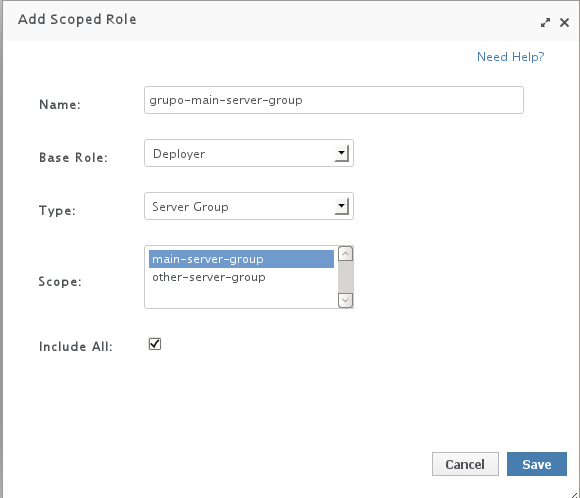 Add Scoped Role
Need Help?
Name: grupo-main-server-group
Base Role: Deployer
Type: Server Group
Scope: main-server-group
other-server-group
Include All:
Cancel Save